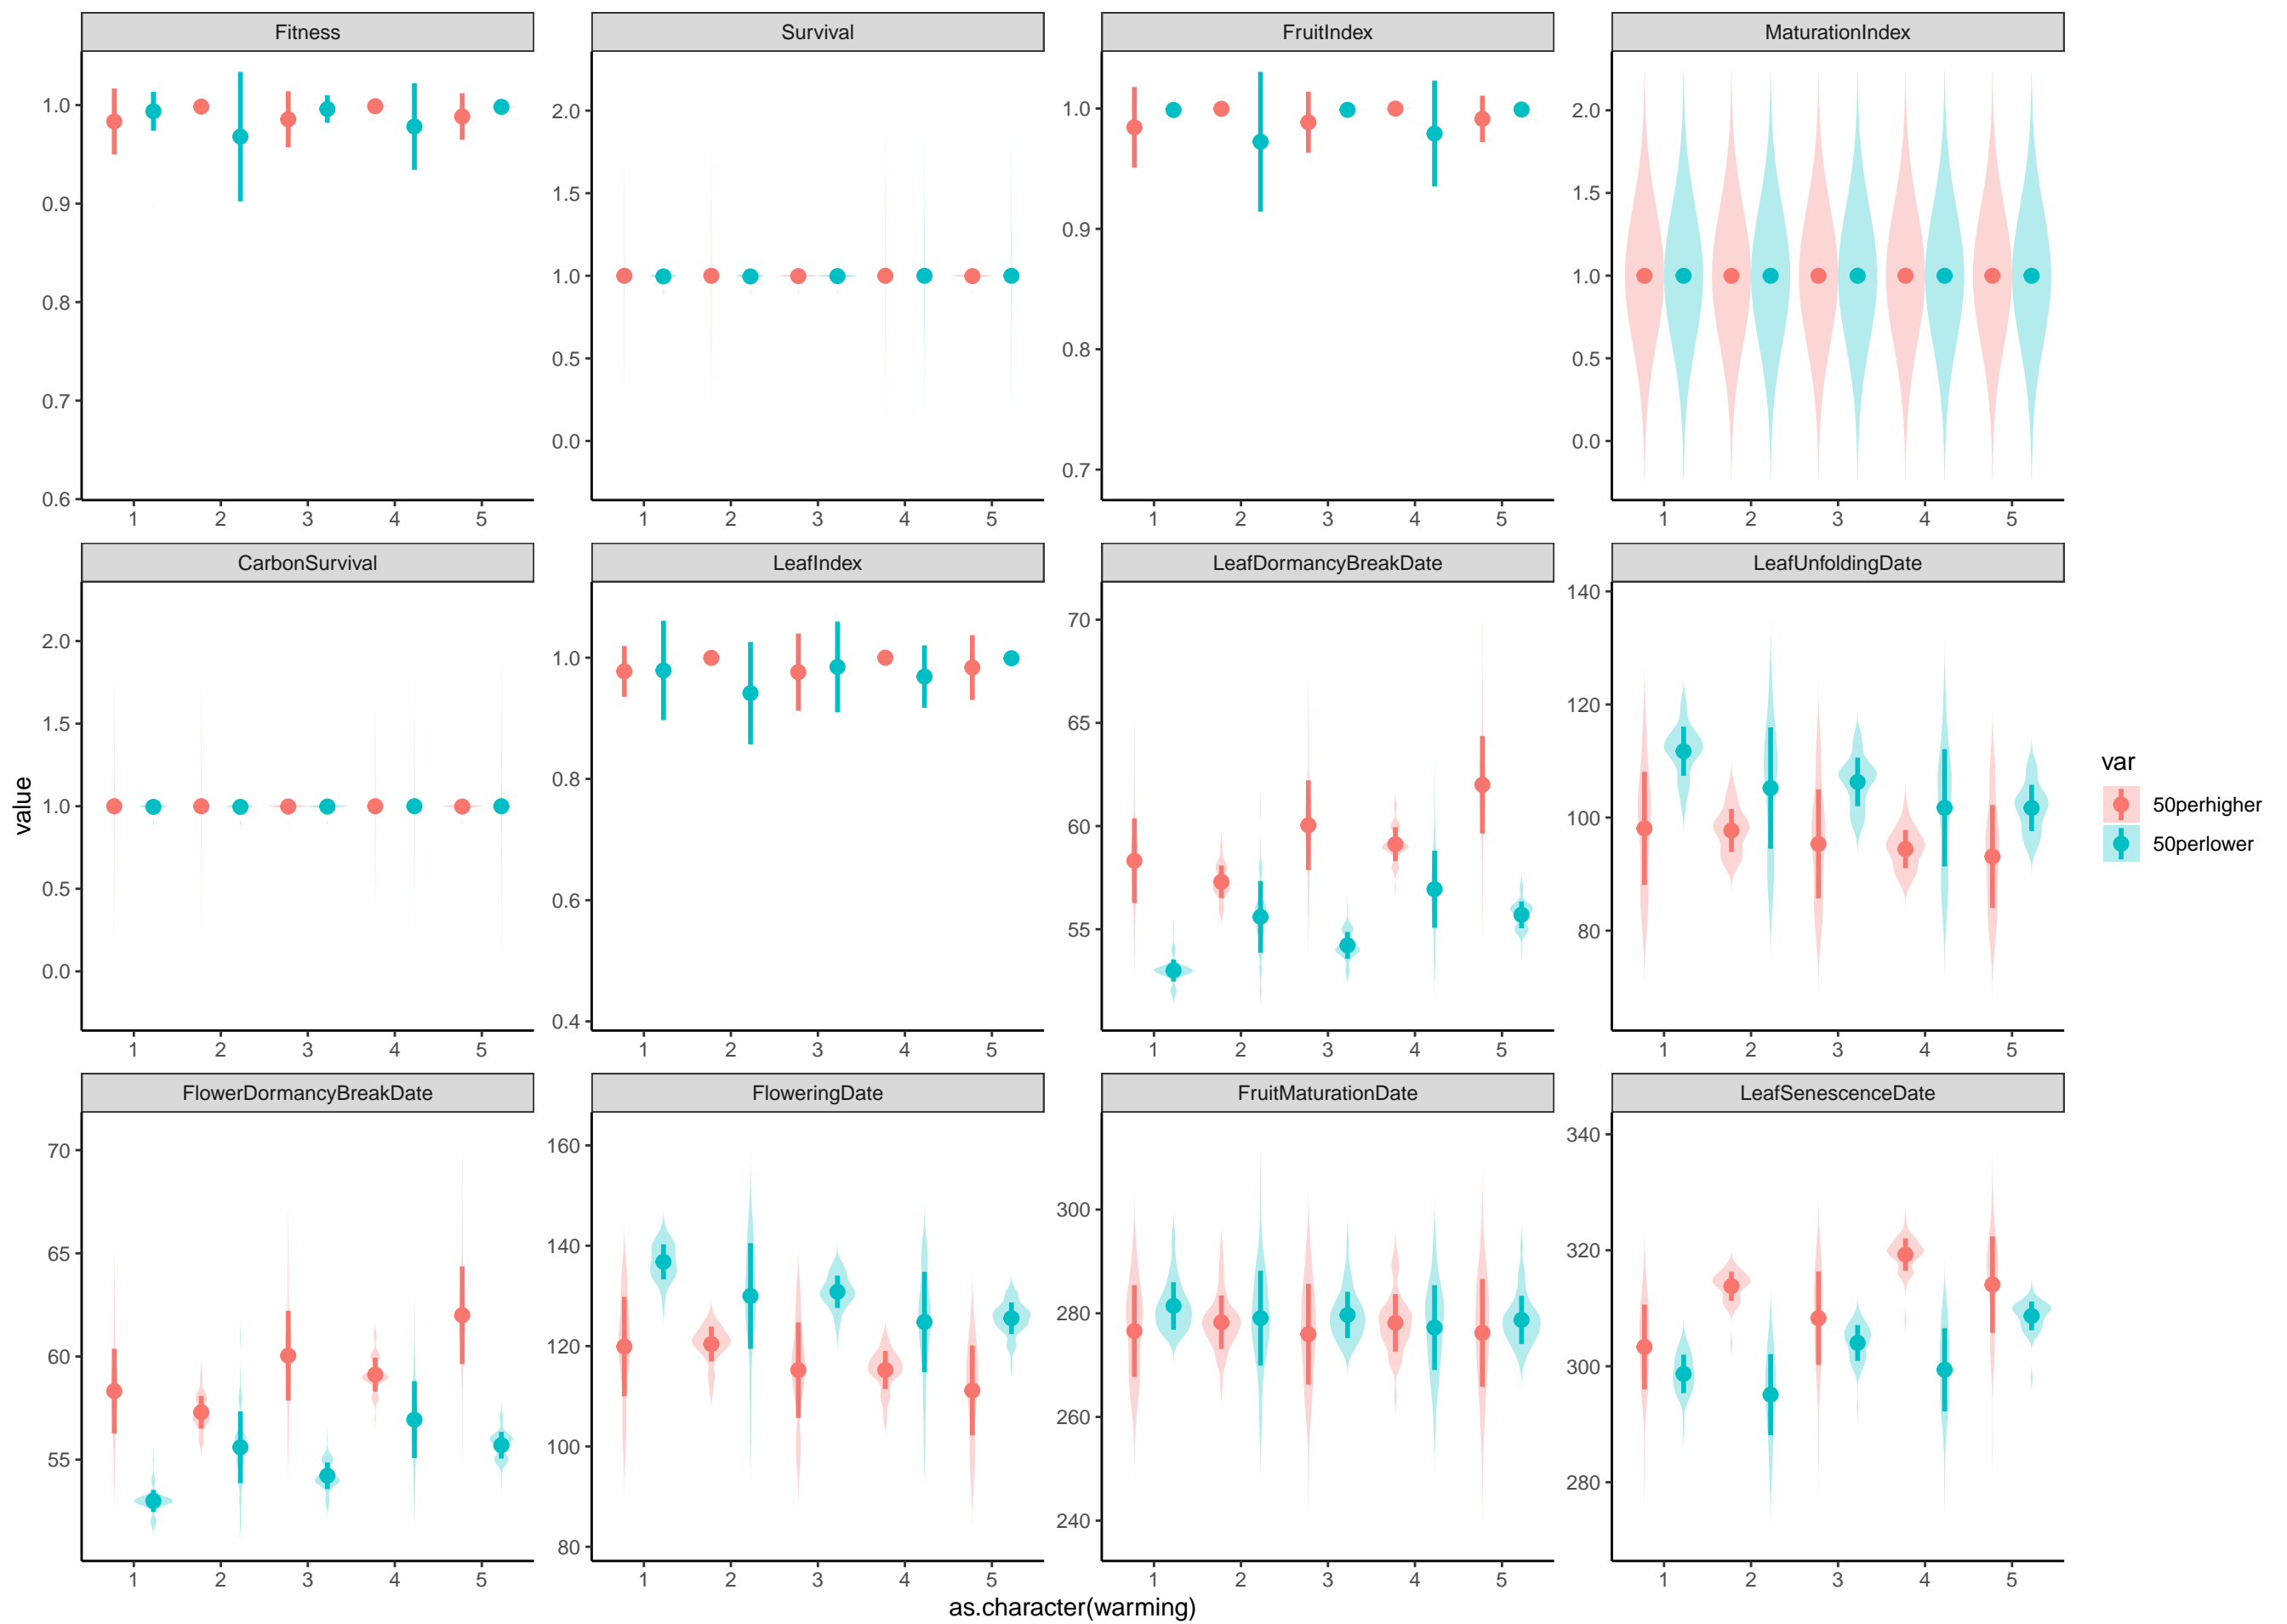 Fitness Survival FruitIndex MaturationIndex
1.0
0.9
0.8
0.7
0.6
1 2 3 4 5
2.0
1.5
1.0
0.5
0.0
1 2 3 4 5
1.0
0.9
0.8
0.7
1 2 3 4 5
2.0
1.5
1.0
0.5
0.0
1 2 3 4 5
CarbonSurvival LeafIndex LeafDormancyBreakDate LeafUnfoldingDate
2.0
1.5
1.0
0.5
0.0
1 2 3 4 5
1.0
0.8
0.6
0.4
1 2 3 4 5
70
65
60
55
1 2 3 4 5
140
120
100
80
1 2 3 4 5
FlowerDormancyBreakDate FloweringDate FruitMaturationDate LeafSenescenceDate
70
65
60
55
1 2 3 4 5
160
140
120
100
80
1 2 3 4 5
300
280
260
240
1 2 3 4 5
340
320
300
280
1 2 3 4 5
value
as.character(warming)
var
50perhigher
50perlower